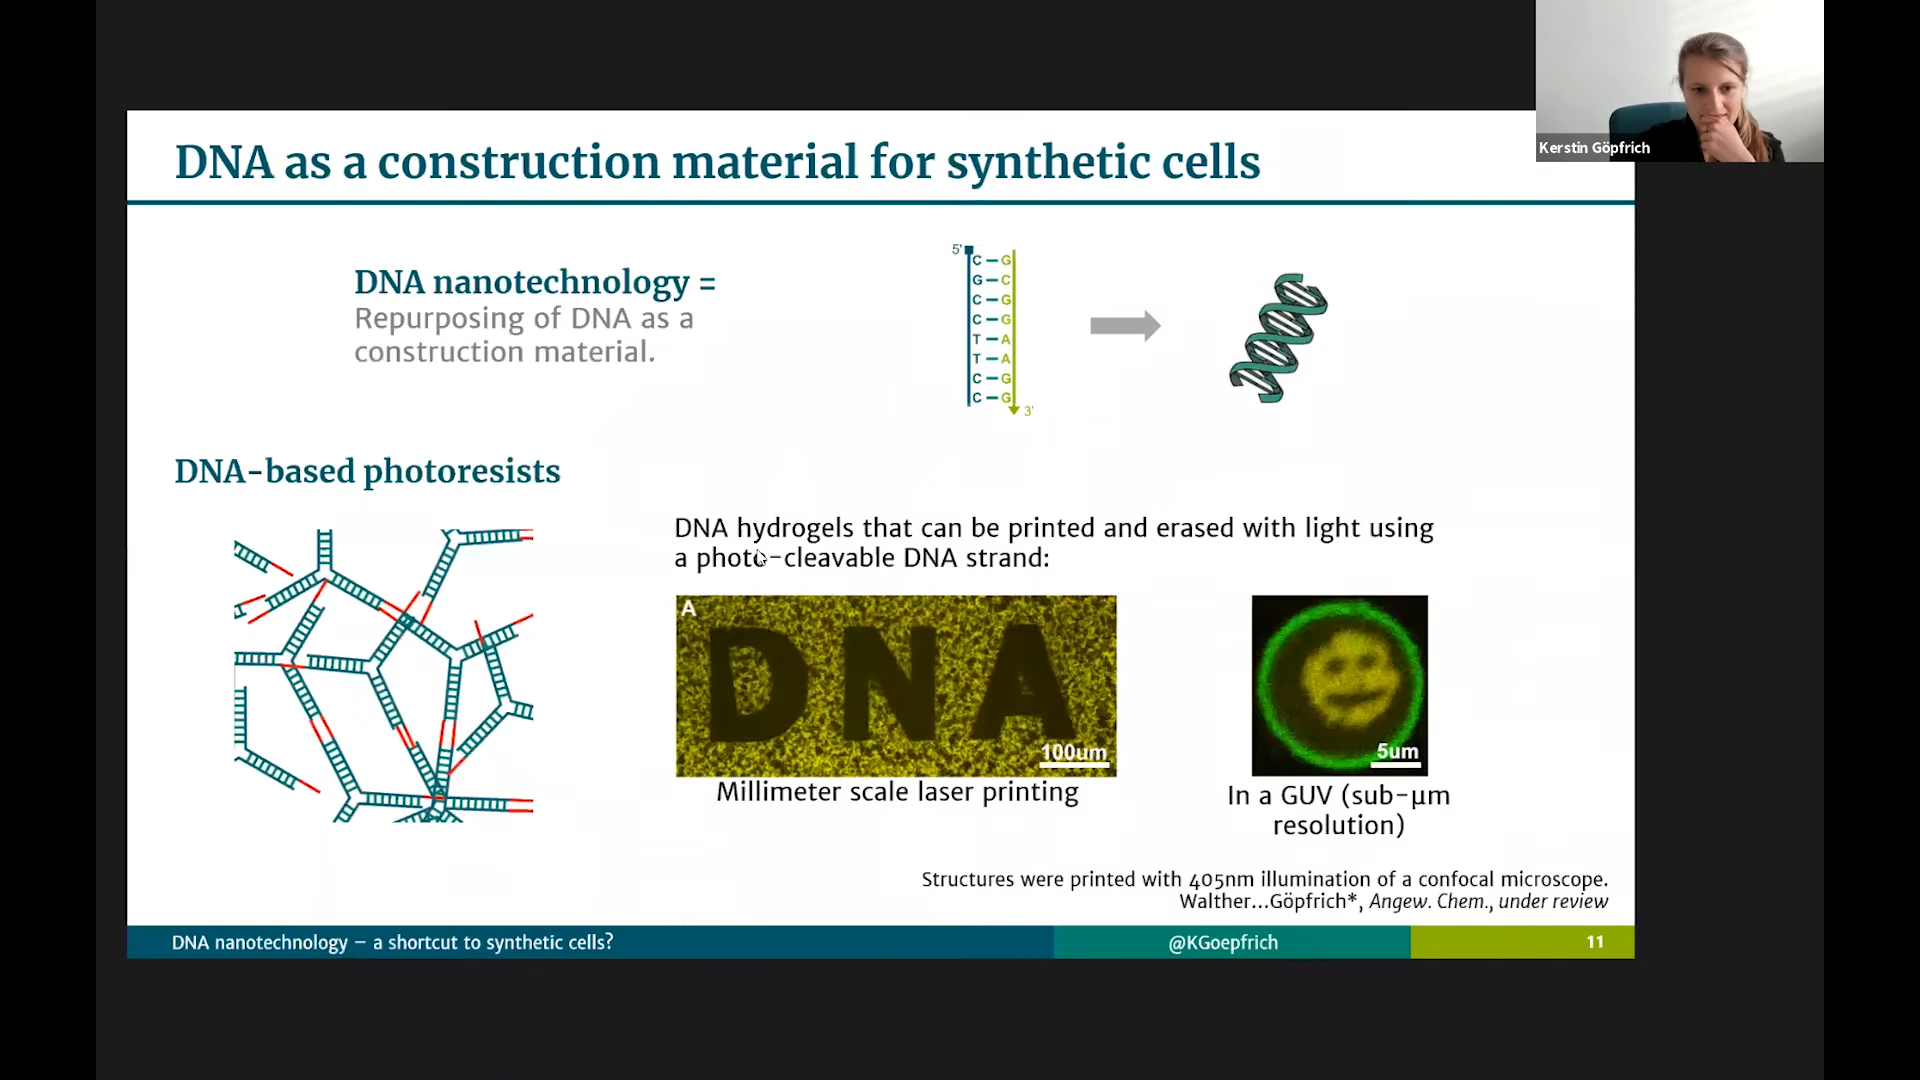 Kerstin Göpfrich
DNA as a construction material for synthetic cells
DNA nanotechnology =
Repurposing of DNA as a
construction material.
5'
C – G
G – C
C – G
C – G
T – A
T – A
C – G
C – G
3'
DNA-based photoresists
DNA hydrogels that can be printed and erased with light using
a photo-cleavable DNA strand:
A
DNA
100um
Millimeter scale laser printing
5um
In a GUV (sub-µm
resolution)
Structures were printed with 405nm illumination of a confocal microscope.
Walther...Göpfrich*, Angew. Chem., under review
DNA nanotechnology – a shortcut to synthetic cells?
@KGoepfrich
11